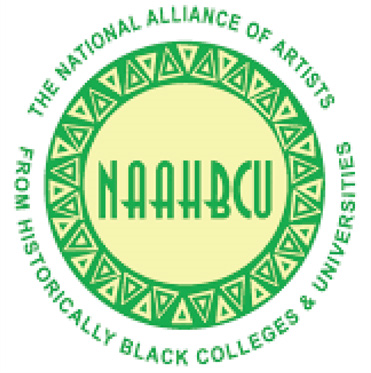 THE NATIONAL ALLIANCE OF ARTISTS
FROM HISTORICALLY BLACK COLLEGES & UNIVERSITIES
NAAHBCU